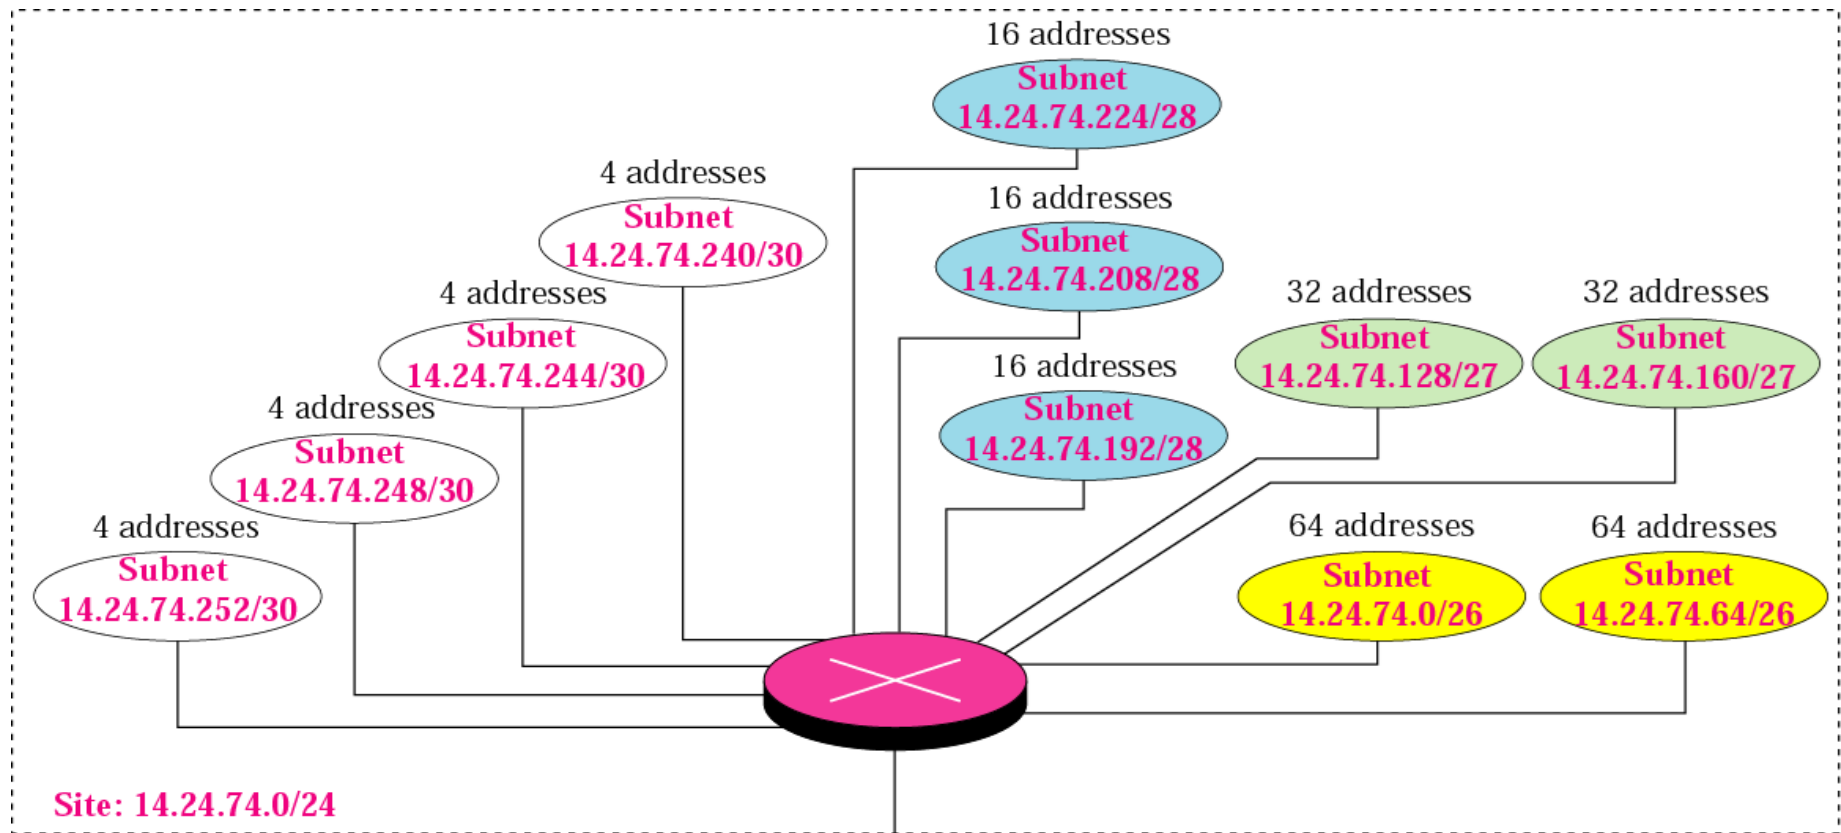 16 addresses
Subnet
14.24.74.224/28
4 addresses
Subnet
14.24.74.240/30
16 addresses
Subnet
14.24.74.208/28
4 addresses
Subnet
14.24.74.244/30
32 addresses
Subnet
14.24.74.128/27
32 addresses
Subnet
14.24.74.160/27
16 addresses
Subnet
14.24.74.192/28
4 addresses
Subnet
14.24.74.248/30
4 addresses
Subnet
14.24.74.252/30
64 addresses
Subnet
14.24.74.0/26
64 addresses
Subnet
14.24.74.64/26
Site: 14.24.74.0/24